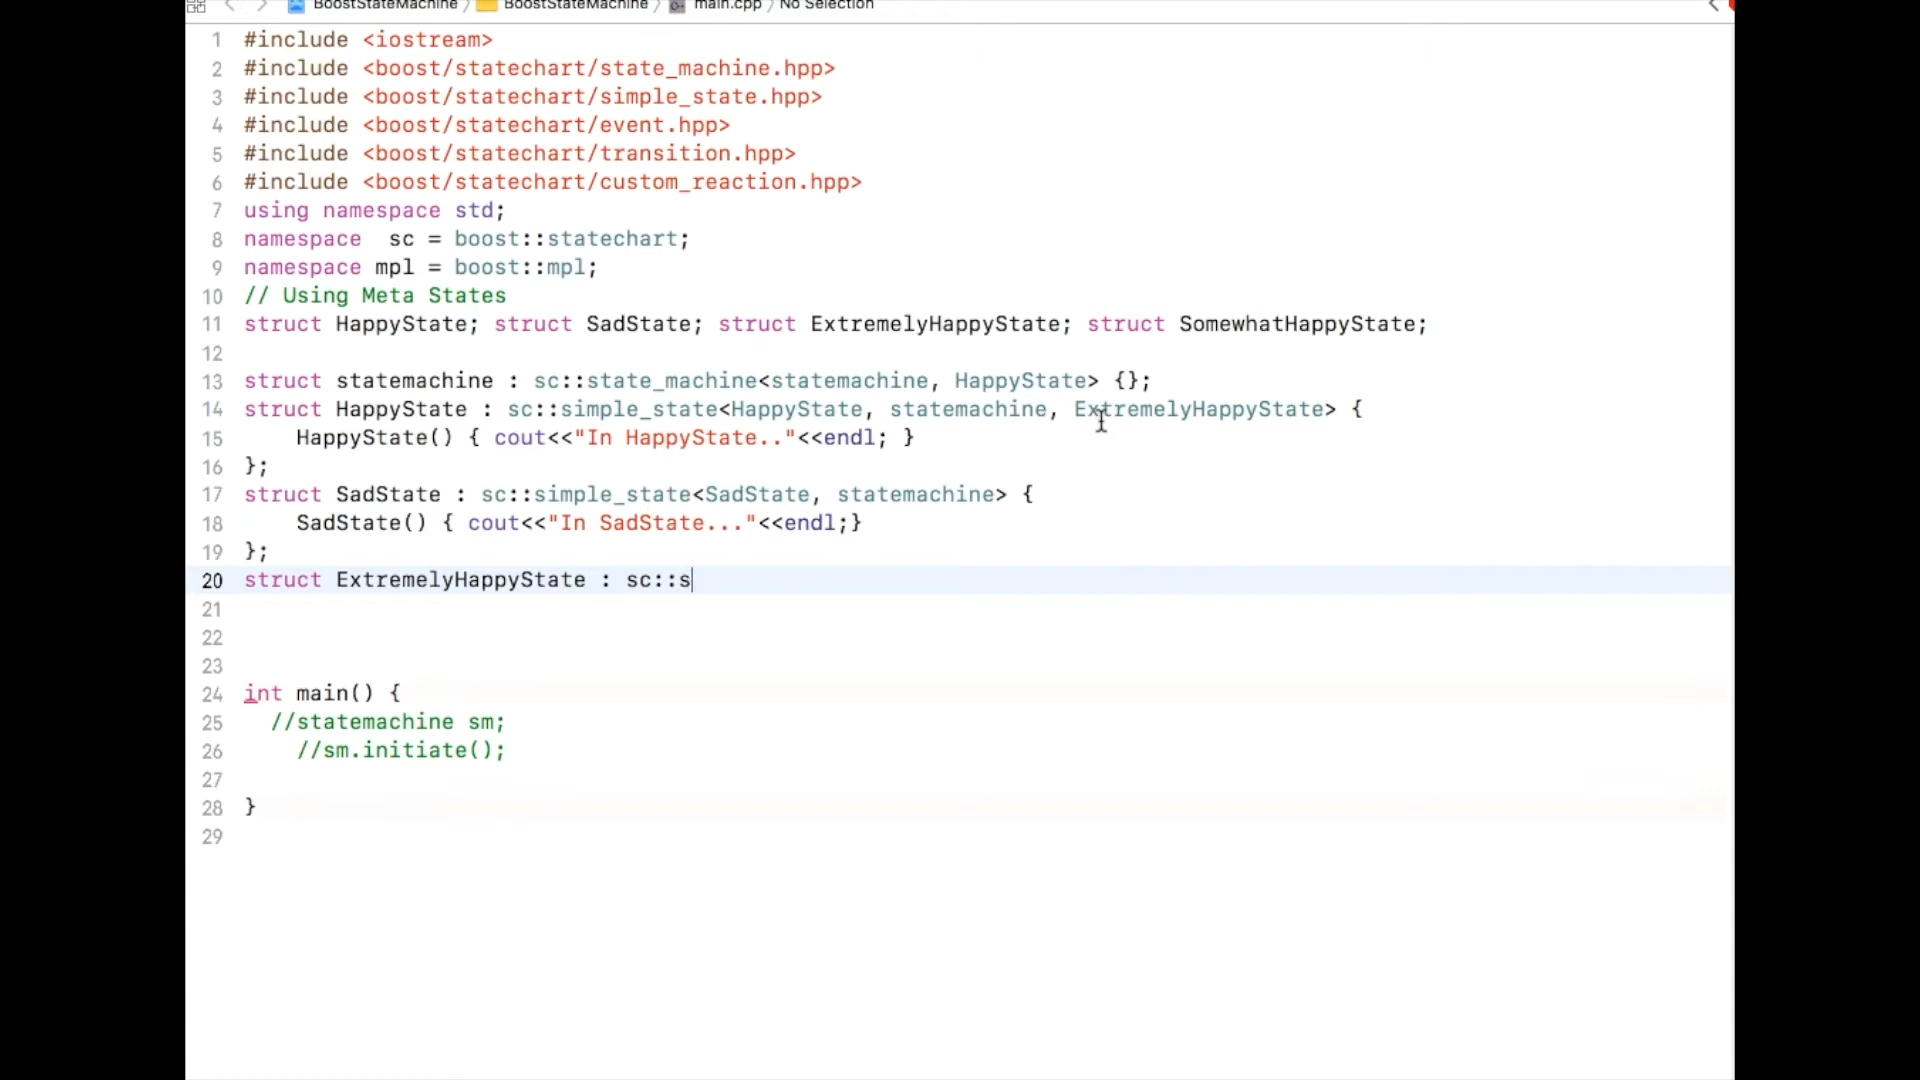 BoostStateMachine 〉 BoostStateMachine 〉 main.cpp 〉 No Selection
1 #include <iostream>
2 #include <boost/statechart/state_machine.hpp>
3 #include <boost/statechart/simple_state.hpp>
4 #include <boost/statechart/event.hpp>
5 #include <boost/statechart/transition.hpp>
6 #include <boost/statechart/custom_reaction.hpp>
7 using namespace std;
8 namespace  sc = boost::statechart;
9 namespace mpl = boost::mpl;
10 // Using Meta States
11 struct HappyState; struct SadState; struct ExtremelyHappyState; struct SomewhatHappyState;
12
13 struct statemachine : sc::state_machine<statemachine, HappyState> {};
14 struct HappyState : sc::simple_state<HappyState, statemachine, ExtremelyHappyState> {
15     HappyState() { cout<<"In HappyState.."<<endl; }
16 };
17 struct SadState : sc::simple_state<SadState, statemachine> {
18     SadState() { cout<<"In SadState..."<<endl;}
19 };
20 struct ExtremelyHappyState : sc::s
21
22
23
24 int main() {
25   //statemachine sm;
26     //sm.initiate();
27
28 }
29